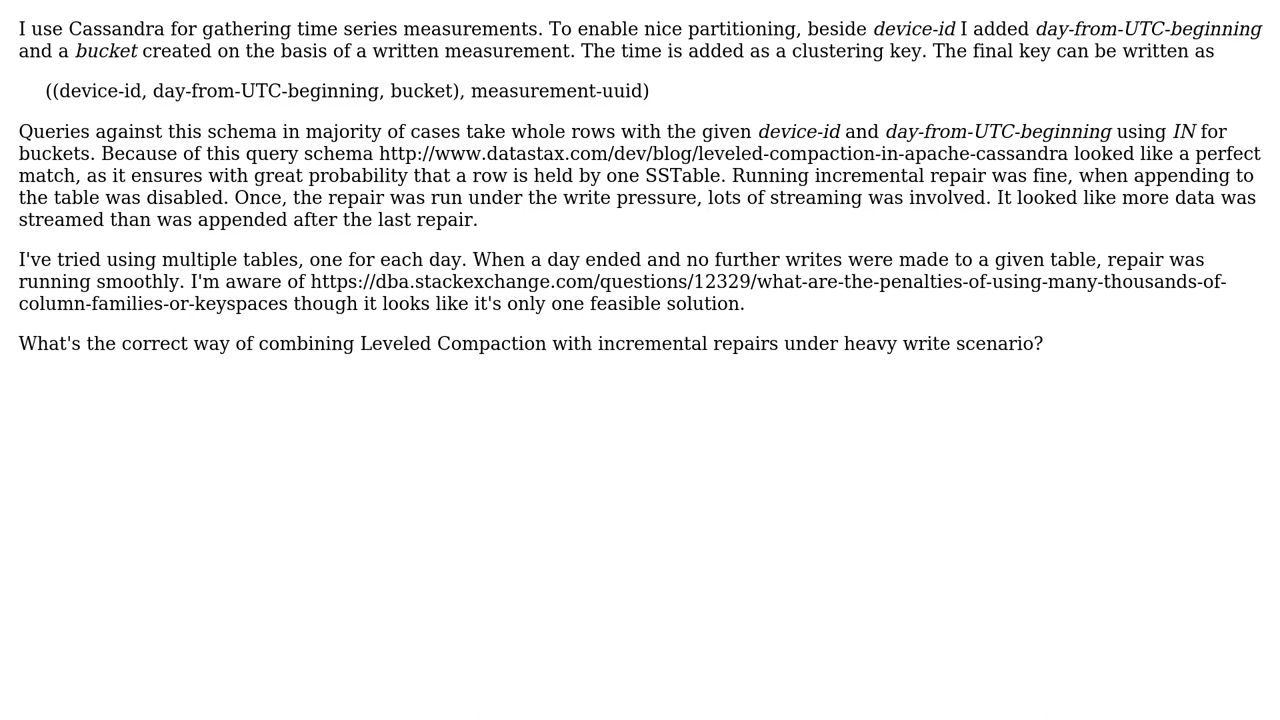 I use Cassandra for gathering time series measurements. To enable nice partitioning, beside device-id I added day-from-UTC-beginning
and a bucket created on the basis of a written measurement. The time is added as a clustering key. The final key can be written as
((device-id, day-from-UTC-beginning, bucket), measurement-uuid)
Queries against this schema in majority of cases take whole rows with the given device-id and day-from-UTC-beginning using IN for
buckets. Because of this query schema http://www.datastax.com/dev/blog/leveled-compaction-in-apache-cassandra looked like a perfect
match, as it ensures with great probability that a row is held by one SSTable. Running incremental repair was fine, when appending to
the table was disabled. Once, the repair was run under the write pressure, lots of streaming was involved. It looked like more data was
streamed than was appended after the last repair.
I've tried using multiple tables, one for each day. When a day ended and no further writes were made to a given table, repair was
running smoothly. I'm aware of https://dba.stackexchange.com/questions/12329/what-are-the-penalties-of-using-many-thousands-of-
column-families-or-keyspaces though it looks like it's only one feasible solution.
What's the correct way of combining Leveled Compaction with incremental repairs under heavy write scenario?